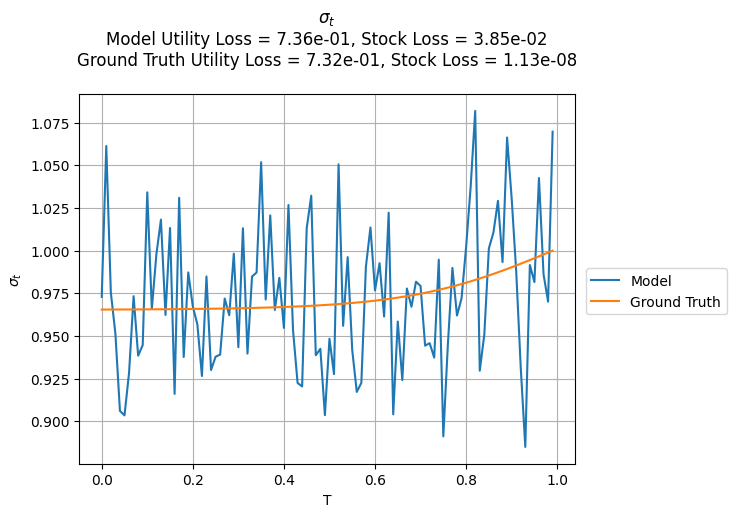 σt
Model Utility Loss = 7.36e-01, Stock Loss = 3.85e-02
Ground Truth Utility Loss = 7.32e-01, Stock Loss = 1.13e-08
1.075
1.050
1.025
1.000
0.975
0.950
0.925
0.900
σt
0.0 0.2 0.4 0.6 0.8 1.0
T
Model
Ground Truth